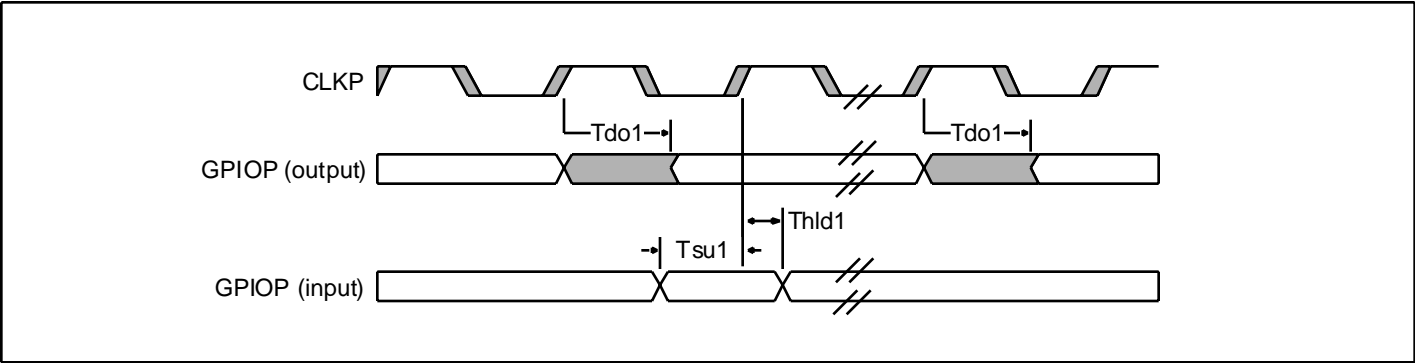 CLKP
Tdo1
Tdo1
GPIOP (output)
Thld1
Tsu1
GPIOP (input)